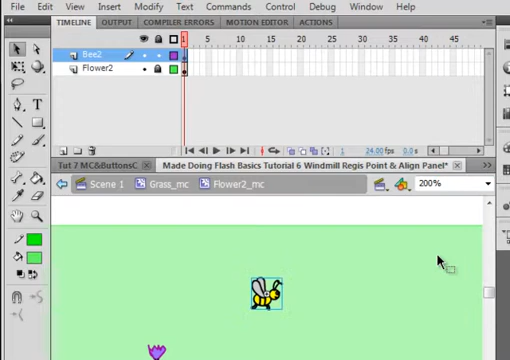 File Edit View Insert Modify Text Commands Control Debug Window Help
TIMELINE OUTPUT COMPILER ERRORS MOTION EDITOR ACTIONS
1 5 10 15 20 25 30 35 40 45
Bee2
Flower2
1 24.00fps 0.0s
Tut 7 MC&ButtonsC Made Doing Flash Basics Tutorial 6 Windmill Regis Point & Align Panel*
Scene 1 Grass_mc Flower2_mc 200%
T